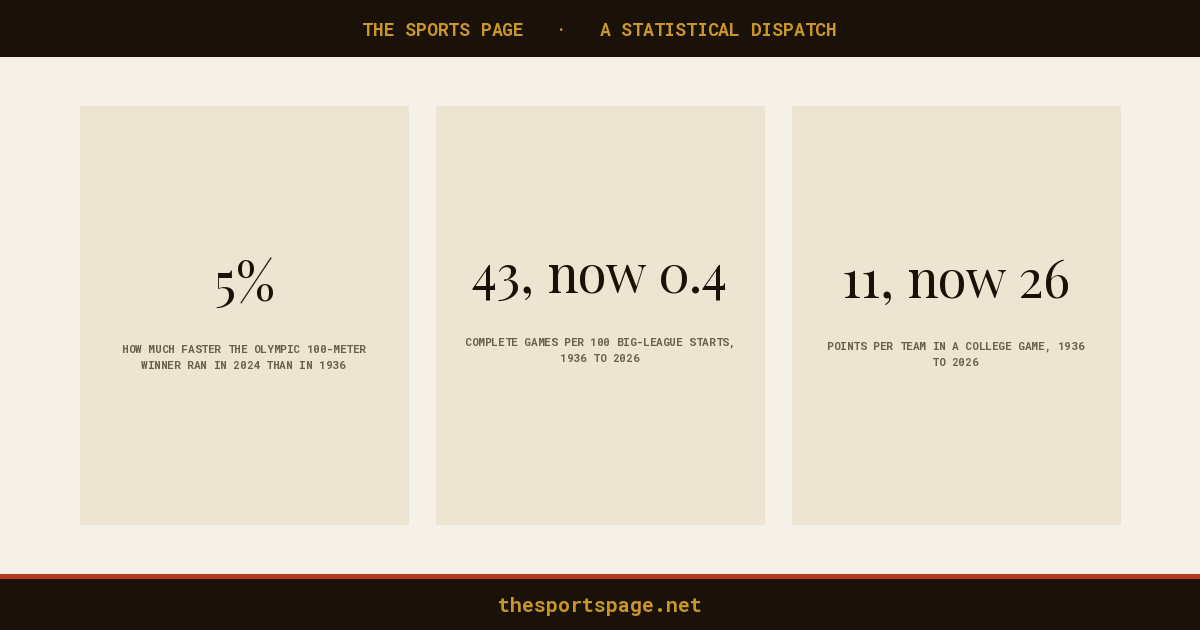 THE SPORTS PAGE · A STATISTICAL DISPATCH
5%
HOW MUCH FASTER THE OLYMPIC 100-METER
WINNER RAN IN 2024 THAN IN 1936
43, now 0.4
COMPLETE GAMES PER 100 BIG-LEAGUE STARTS,
1936 TO 2026
11, now 26
POINTS PER TEAM IN A COLLEGE GAME, 1936
TO 2026
thesportspage.net